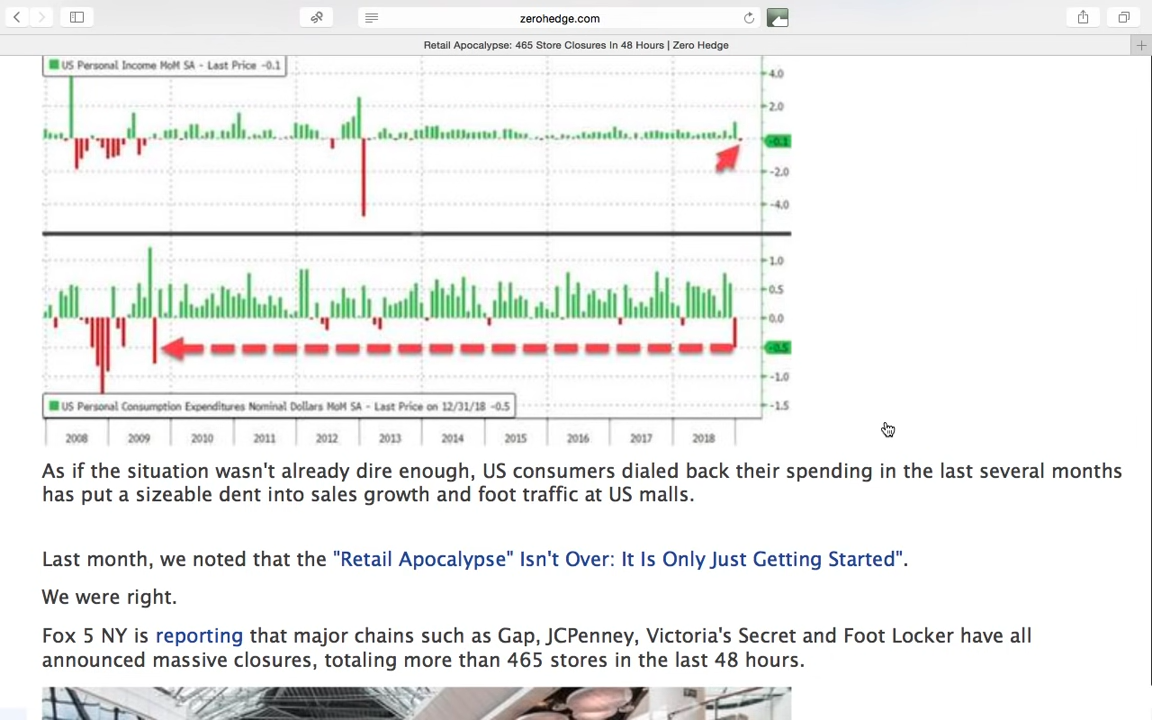 zerohedge.com
Retail Apocalypse: 465 Store Closures In 48 Hours | Zero Hedge
US Personal Income MoM SA - Last Price -0.1
4.0
2.0
-0.1
-2.0
-4.0
1.0
0.5
0.0
-0.5
-1.0
-1.5
US Personal Consumption Expenditures Nominal Dollars MoM SA - Last Price on 12/31/18 -0.5
2008 2009 2010 2011 2012 2013 2014 2015 2016 2017 2018
As if the situation wasn't already dire enough, US consumers dialed back their spending in the last several months
has put a sizeable dent into sales growth and foot traffic at US malls.
Last month, we noted that the "Retail Apocalypse" Isn't Over: It Is Only Just Getting Started".
We were right.
Fox 5 NY is reporting that major chains such as Gap, JCPenney, Victoria's Secret and Foot Locker have all
announced massive closures, totaling more than 465 stores in the last 48 hours.